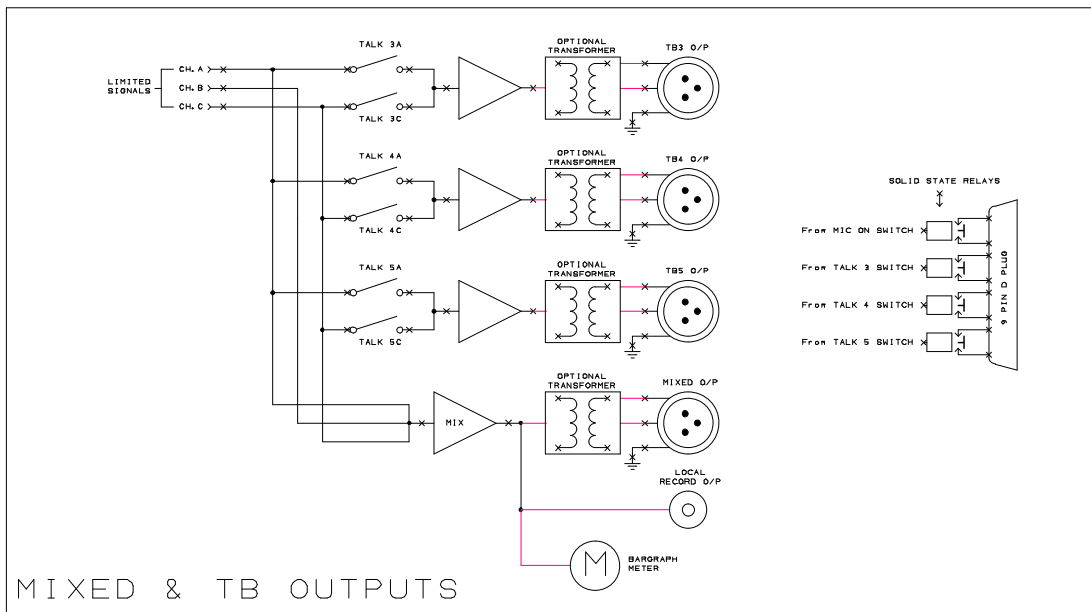 TALK 3A
OPTIONAL
TRANSFORMER
TB3 O/P
LIMITED
SIGNALS
CH. A
CH. B
CH. C
TALK 3C
TALK 4A
OPTIONAL
TRANSFORMER
TB4 O/P
TALK 4C
TALK 5A
OPTIONAL
TRANSFORMER
TB5 O/P
TALK 5C
MIX
OPTIONAL
TRANSFORMER
MIXED O/P
LOCAL
RECORD O/P
M
BARGRAPH
METER
SOLID STATE RELAYS
From MIC ON SWITCH
From TALK 3 SWITCH
From TALK 4 SWITCH
From TALK 5 SWITCH
9 PIN D PLUG
MIXED & TB OUTPUTS